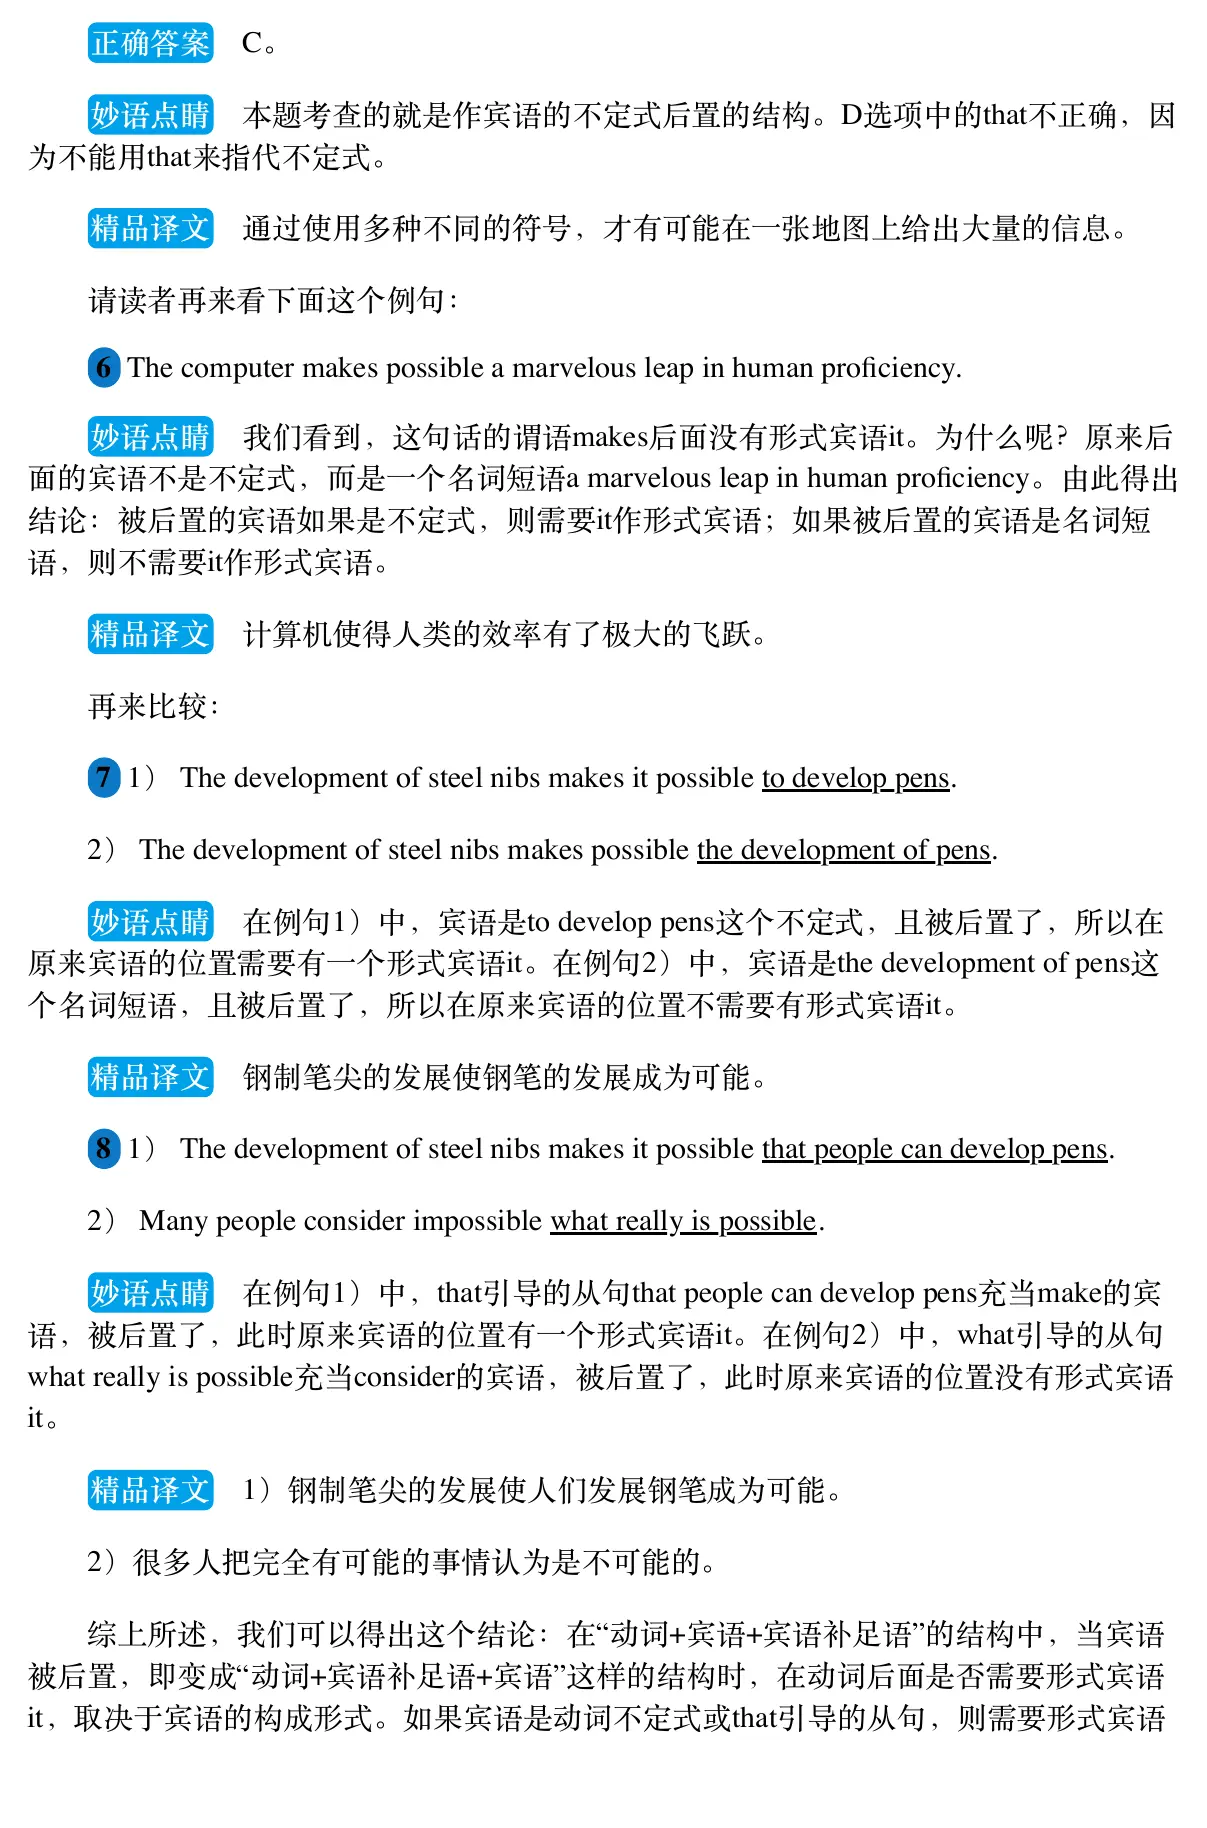 正确答案 C。
妙语点睛 本题考查的就是作宾语的不定式后置的结构。D选项中的that不正确，因
为不能用that来指代不定式。
精品译文 通过使用多种不同的符号，才有可能在一张地图上给出大量的信息。
请读者再来看下面这个例句：
6 The computer makes possible a marvelous leap in human proficiency.
妙语点睛 我们看到，这句话的谓语makes后面没有形式宾语it。为什么呢？原来后
面的宾语不是不定式，而是一个名词短语a marvelous leap in human proficiency。由此得出
结论：被后置的宾语如果是不定式，则需要it作形式宾语；如果被后置的宾语是名词短
语，则不需要it作形式宾语。
精品译文 计算机使得人类的效率有了极大的飞跃。
再来比较：
7 1） The development of steel nibs makes it possible to develop pens.
2） The development of steel nibs makes possible the development of pens.
妙语点睛 在例句1）中，宾语是to develop pens这个不定式，且被后置了，所以在
原来宾语的位置需要有一个形式宾语it。在例句2）中，宾语是the development of pens这
个名词短语，且被后置了，所以在原来宾语的位置不需要有形式宾语it。
精品译文 钢制笔尖的发展使钢笔的发展成为可能。
8 1） The development of steel nibs makes it possible that people can develop pens.
2） Many people consider impossible what really is possible.
妙语点睛 在例句1）中，that引导的从句that people can develop pens充当make的宾
语，被后置了，此时原来宾语的位置有一个形式宾语it。在例句2）中，what引导的从句
what really is possible充当consider的宾语，被后置了，此时原来宾语的位置没有形式宾语
it。
精品译文 1）钢制笔尖的发展使人们发展钢笔成为可能。
2）很多人把完全有可能的事情认为是不可能的。
综上所述，我们可以得出这个结论：在“动词+宾语+宾语补足语”的结构中，当宾语
被后置，即变成“动词+宾语补足语+宾语”这样的结构时，在动词后面是否需要形式宾语
it，取决于宾语的构成形式。如果宾语是动词不定式或that引导的从句，则需要形式宾语